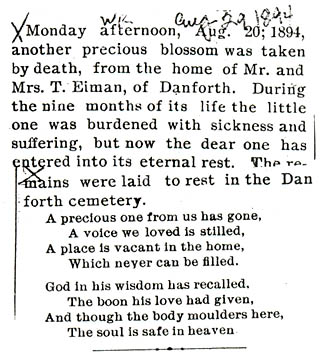 W.R. Aug 29, 1894
Monday afternoon, Aug. 20; 1894,
another precious blossom was taken
by death, from the home of Mr. and
Mrs. T. Eiman, of Danforth. During
the nine months of its life the little
one was burdened with sickness and
suffering, but now the dear one has
entered into its eternal rest. The re-
mains were laid to rest in the Dan
forth cemetery.
A precious one from us has gone,
A voice we loved is stilled,
A place is vacant in the home,
Which never can be filled.
God in his wisdom has recalled,
The boon his love had given,
And though the body moulders here,
The soul is safe in heaven